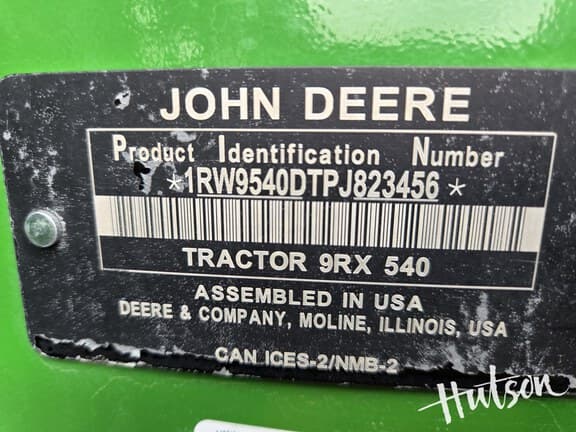 JOHN DEERE
Product Identification Number
*1RW9540DTPJ823456*
TRACTOR 9RX 540
ASSEMBLED IN USA
DEERE & COMPANY, MOLINE, ILLINOIS, USA
CAN ICES-2/NMB-2
Hutson